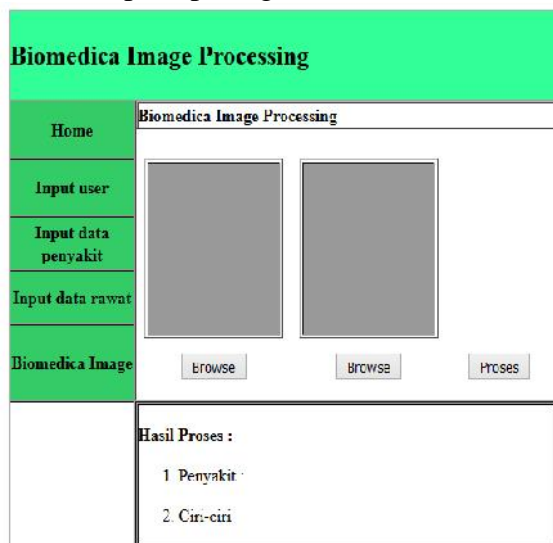 Biomedica Image Processing
Home
Input user
Input data
penyakit
Input data rawat
Biomedica Image
Biomedica Image Processing
Browse
Browse
Proses
Hasil Proses :
1. Penyakit :
2. Ciri-ciri